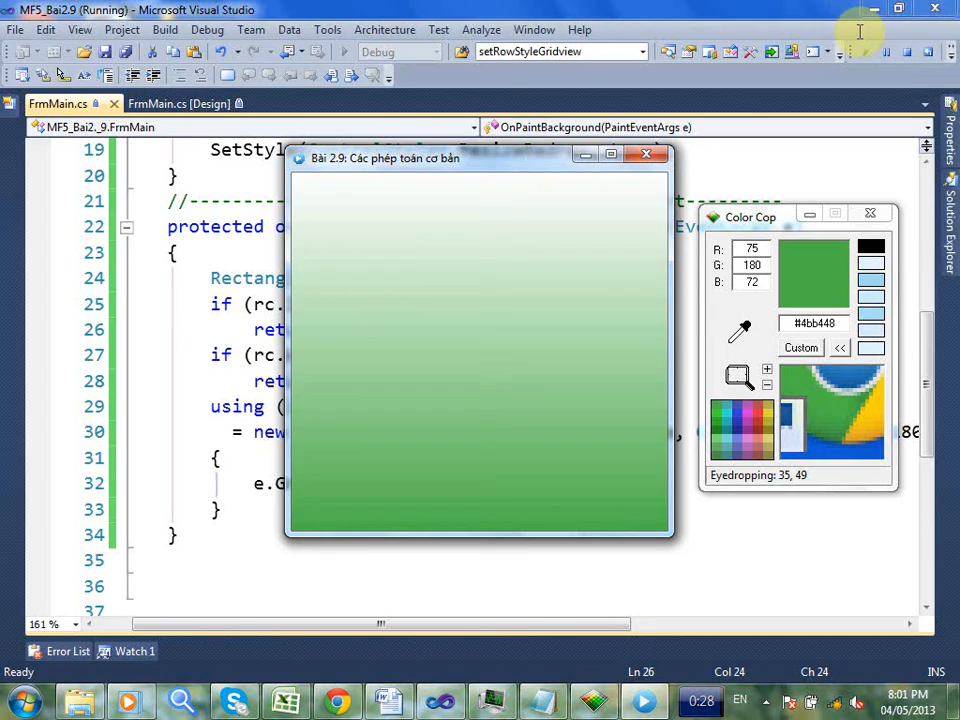 MF5_Bai2.9 (Running) - Microsoft Visual Studio
File Edit View Project Build Debug Team Data Tools Architecture Test Analyze Window Help
Debug setRowStyleGridview
FrmMain.cs FrmMain.cs [Design]
MF5_Bai2._9.FrmMain OnPaintBackground(PaintEventArgs e)
19 SetStyl
20 }
21 //
22 protected o
23 {
24 Rectang
25 if (rc.
26 ret
27 if (rc.
28 ret
29 using (
30 = new
31 {
32 e.G
33 }
34 }
35
36
37
Bài 2.9: Các phép toán cơ bản
Color Cop
R: 75
G: 180
B: 72
#4bb448
Custom <<
Eyedropping: 35, 49
161 %
Error List Watch 1
Ready Ln 26 Col 24 Ch 24 INS
0:28 EN 8:01 PM
04/05/2013
Properties
Solution Explorer